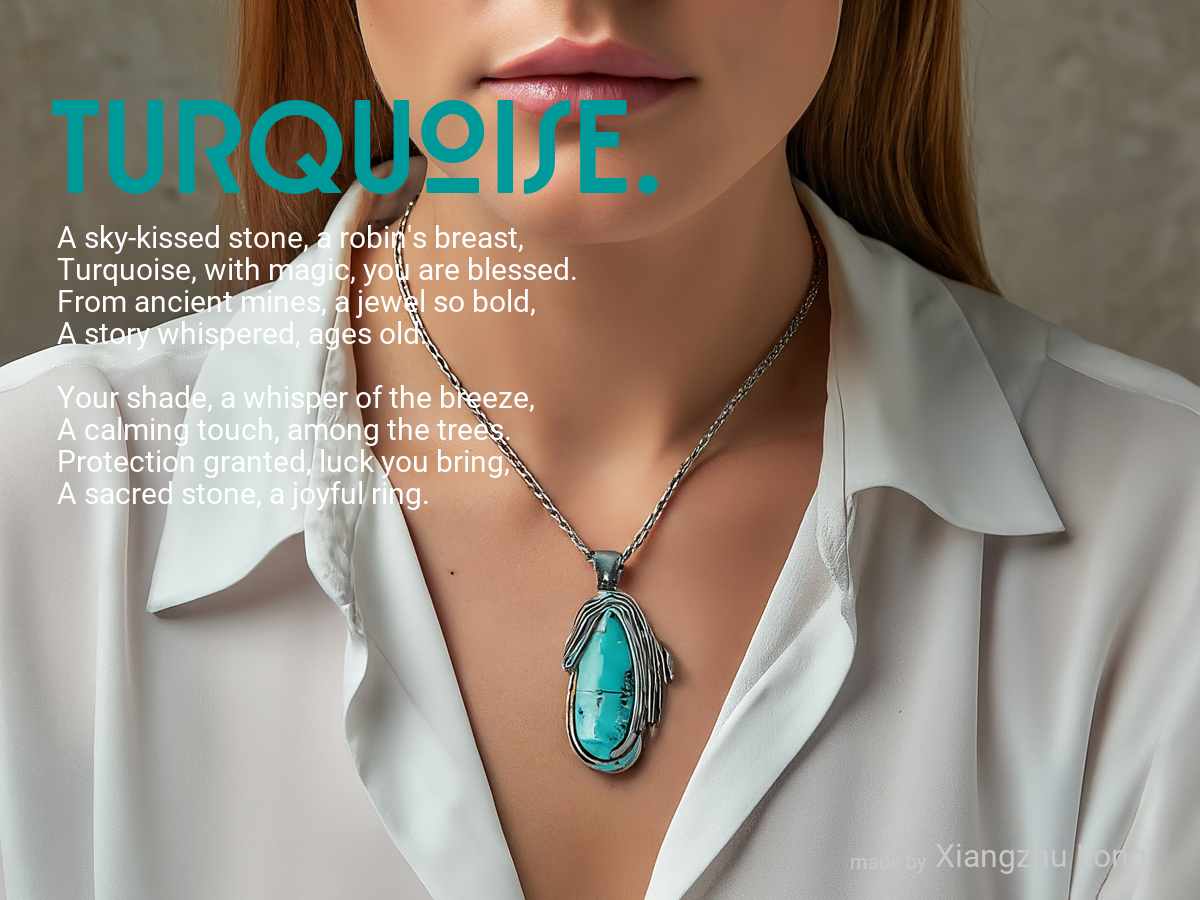 TURQUOISE.
A sky-kissed stone, a robin's breast,
Turquoise, with magic, you are blessed.
From ancient mines, a jewel so bold,
A story whispered, ages old.
Your shade, a whisper of the breeze,
A calming touch, among the trees.
Protection granted, luck you bring,
A sacred stone, a joyful ring.
made by Xiangzhu Long